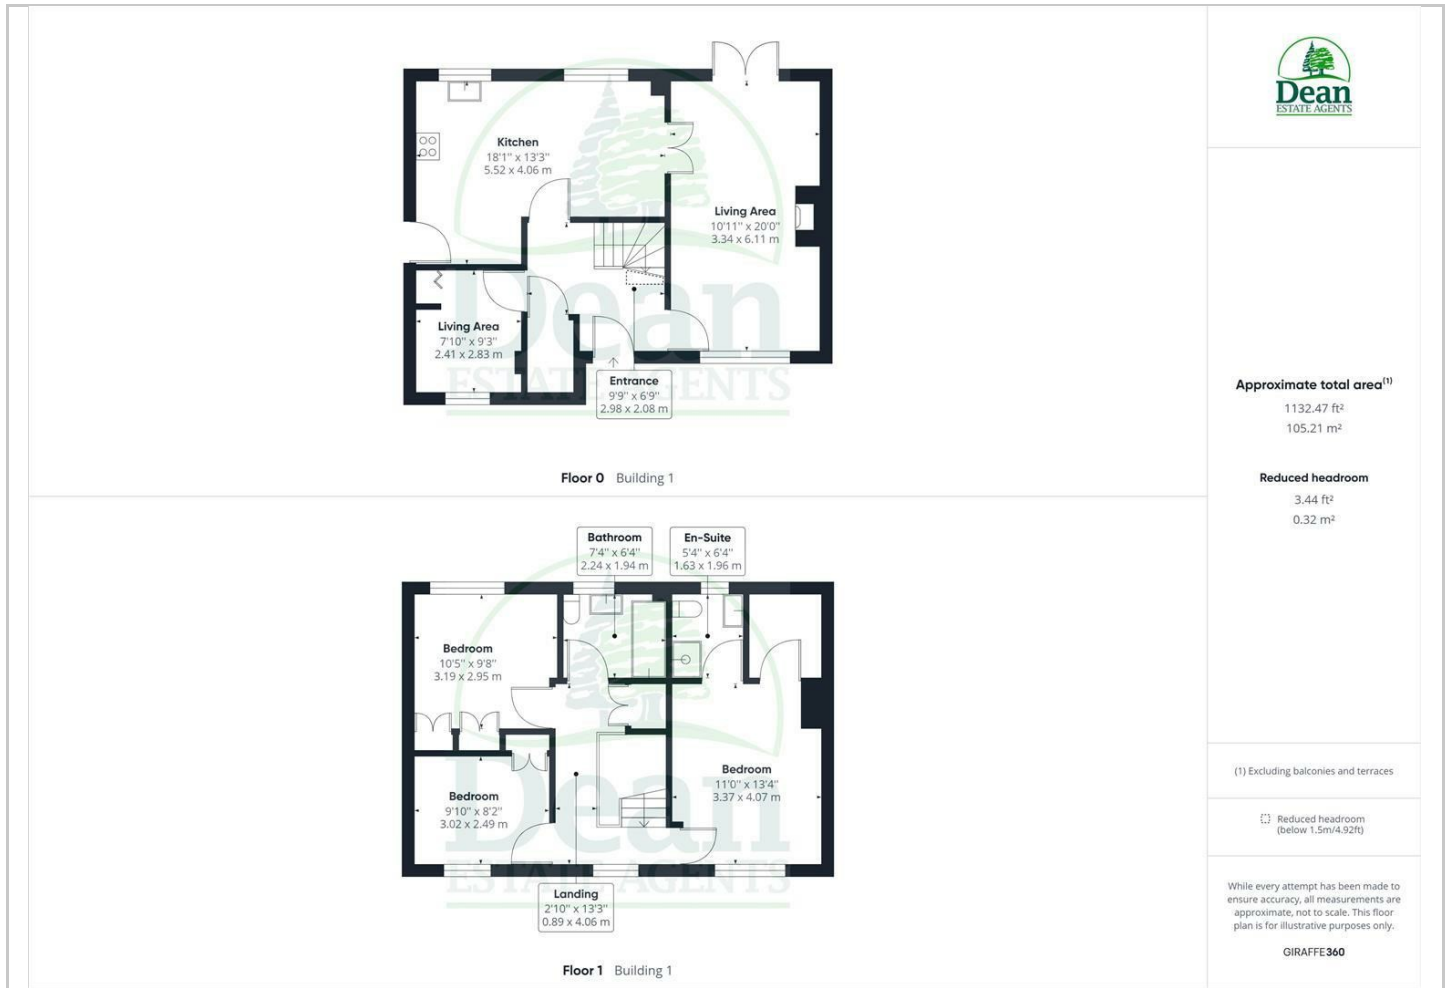 Kitchen
18'1" x 13'3"
5.52 x 4.06 m
Living Area
10'11" x 20'0"
3.34 x 6.11 m
Living Area
7'10" x 9'3"
2.41 x 2.83 m
Entrance
9'9" x 6'9"
2.98 x 2.08 m
Dean
ESTATE AGENTS
Floor 0 Building 1
Bathroom
7'4" x 6'4"
2.24 x 1.94 m
En-Suite
5'4" x 6'4"
1.63 x 1.96 m
Bedroom
10'5" x 9'8"
3.19 x 2.95 m
Bedroom
11'0" x 13'4"
3.37 x 4.07 m
Bedroom
9'10" x 8'2"
3.02 x 2.49 m
Landing
2'10" x 13'3"
0.89 x 4.06 m
Dean
ESTATE AGENTS
Floor 1 Building 1
Dean
ESTATE AGENTS
Approximate total area(1)
1132.47 ft²
105.21 m²
Reduced headroom
3.44 ft²
0.32 m²
(1) Excluding balconies and terraces
Reduced headroom
(below 1.5m/4.92ft)
While every attempt has been made to
ensure accuracy, all measurements are
approximate, not to scale. This floor
plan is for illustrative purposes only.
GIRAFFE360